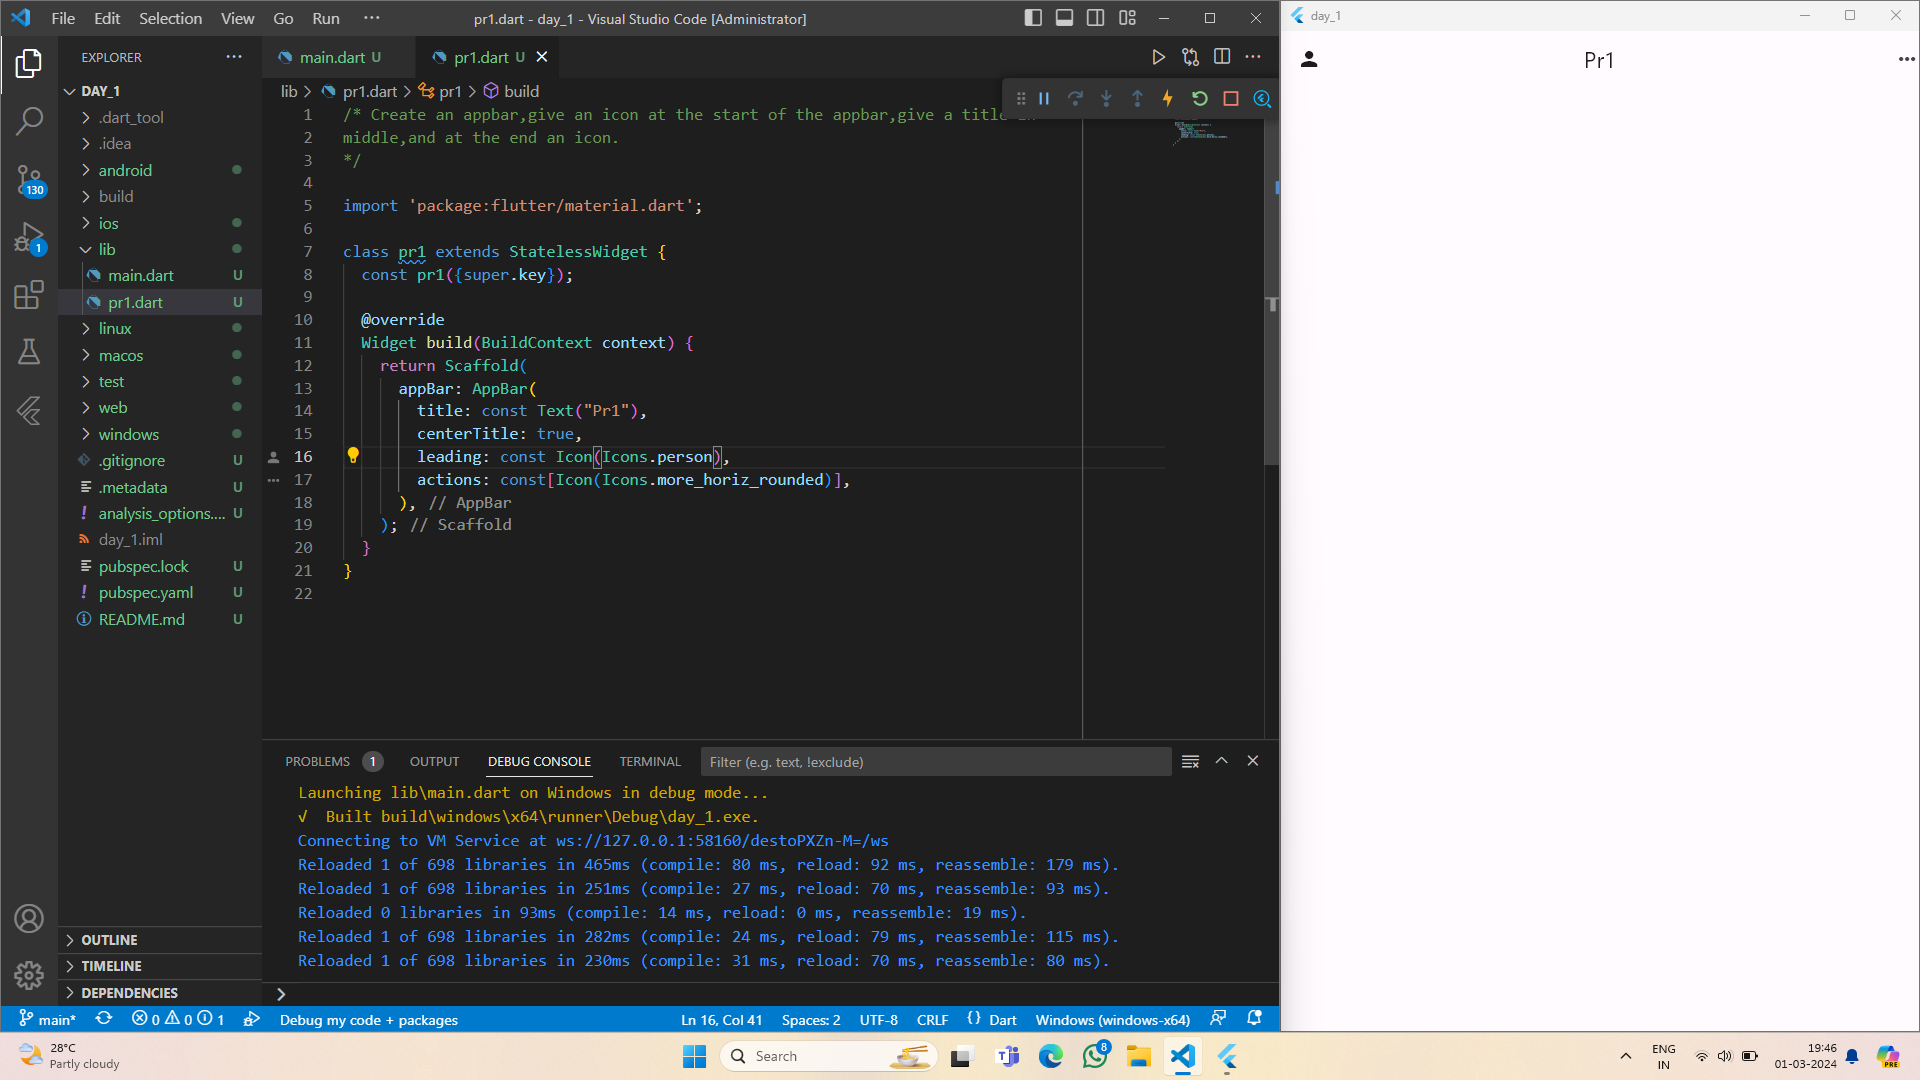 File Edit Selection View Go Run ··· pr1.dart - day_1 - Visual Studio Code [Administrator]
EXPLORER
DAY_1
.dart_tool
.idea
android
build
ios
lib
main.dart U
pr1.dart U
linux
macos
test
web
windows
.gitignore U
.metadata U
analysis_options.... U
day_1.iml
pubspec.lock U
pubspec.yaml U
README.md U
OUTLINE
TIMELINE
DEPENDENCIES
130
1
main.dart U pr1.dart U
lib > pr1.dart > pr1 > build
1 /* Create an appbar,give an icon at the start of the appbar,give a title in
2 middle,and at the end an icon.
3 */
4
5 import 'package:flutter/material.dart';
6
7 class pr1 extends StatelessWidget {
8 const pr1({super.key});
9
10 @override
11 Widget build(BuildContext context) {
12 return Scaffold(
13 appBar: AppBar(
14 title: const Text("Pr1"),
15 centerTitle: true,
16 leading: const Icon(Icons.person),
17 actions: const[Icon(Icons.more_horiz_rounded)],
18 ), // AppBar
19 ); // Scaffold
20 }
21 }
22
PROBLEMS 1 OUTPUT DEBUG CONSOLE TERMINAL Filter (e.g. text, !exclude)
Launching lib\main.dart on Windows in debug mode...
√ Built build\windows\x64\runner\Debug\day_1.exe.
Connecting to VM Service at ws://127.0.0.1:58160/destoPXZn-M=/ws
Reloaded 1 of 698 libraries in 465ms (compile: 80 ms, reload: 92 ms, reassemble: 179 ms).
Reloaded 1 of 698 libraries in 251ms (compile: 27 ms, reload: 70 ms, reassemble: 93 ms).
Reloaded 0 libraries in 93ms (compile: 14 ms, reload: 0 ms, reassemble: 19 ms).
Reloaded 1 of 698 libraries in 282ms (compile: 24 ms, reload: 79 ms, reassemble: 115 ms).
Reloaded 1 of 698 libraries in 230ms (compile: 31 ms, reload: 70 ms, reassemble: 80 ms).
main* 0 0 1 Debug my code + packages Ln 16, Col 41 Spaces: 2 UTF-8 CRLF {} Dart Windows (windows-x64)
day_1
Pr1
28°C
Partly cloudy
Search
8
ENG
IN
19:46
01-03-2024
PRE